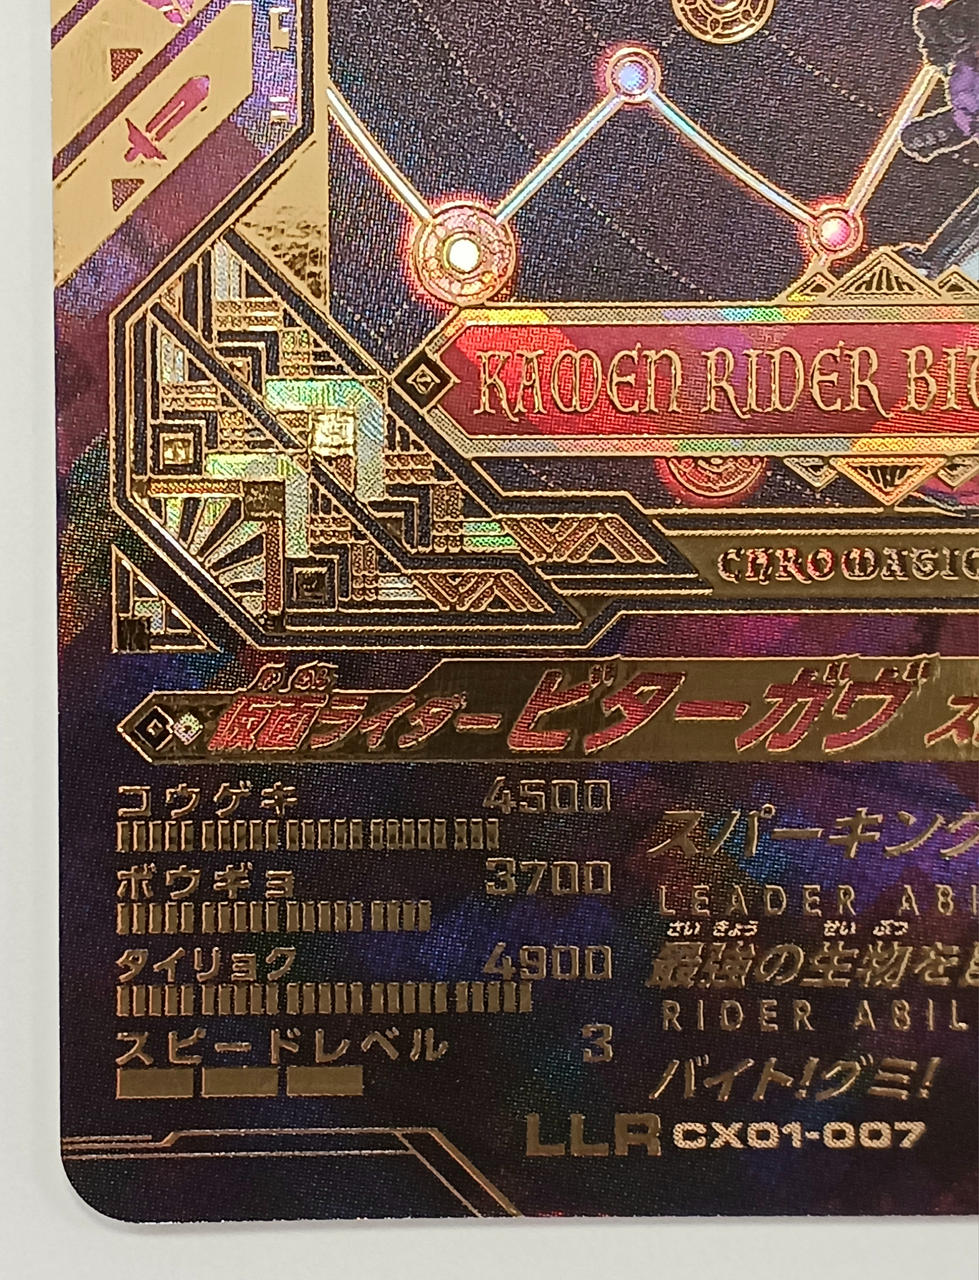 KAMEN RIDER
CHROMAGIC
仮面ライダービターガヴ
コウゲキ 4500
ボウギョ 3700
タイリョク 4900
スピードレベル 3
スパーキング
LEADER
さいきょう せいぶつ
最強の生物を
RIDER
バイト!グミ!
LLR CX01-007